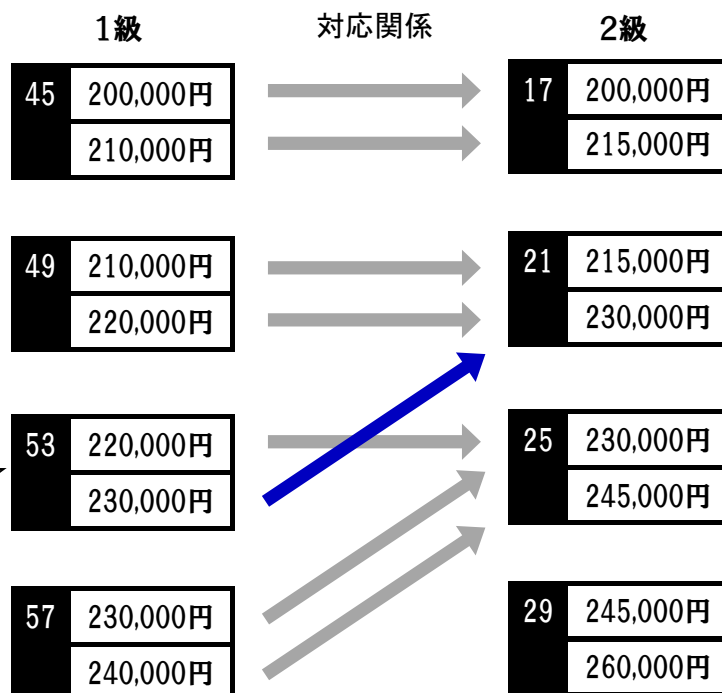 1級 対応関係 2級
45 200,000円 17 200,000円
210,000円 215,000円
49 210,000円 21 215,000円
220,000円 230,000円
53 220,000円 25 230,000円
230,000円 245,000円
57 230,000円 29 245,000円
240,000円 260,000円